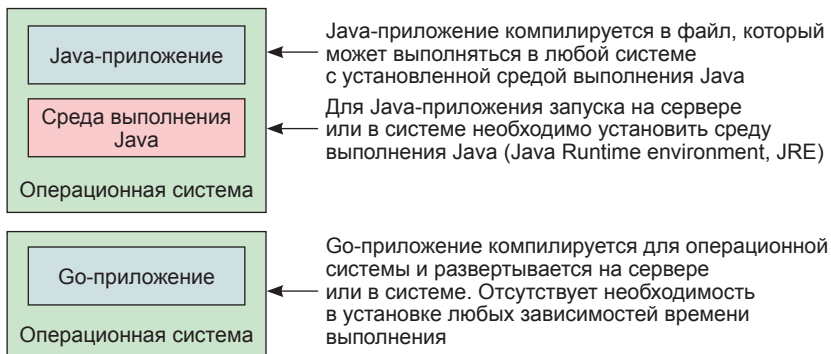 Java-приложение
Среда выполнения
Java
Операционная система
Java-приложение компилируется в файл, который
может выполняться в любой системе
с установленной средой выполнения Java
Для Java-приложения запуска на сервере
или в системе необходимо установить среду
выполнения Java (Java Runtime environment, JRE)
Go-приложение
Операционная система
Go-приложение компилируется для операционной
системы и развертывается на сервере
или в системе. Отсутствует необходимость
в установке любых зависимостей времени
выполнения